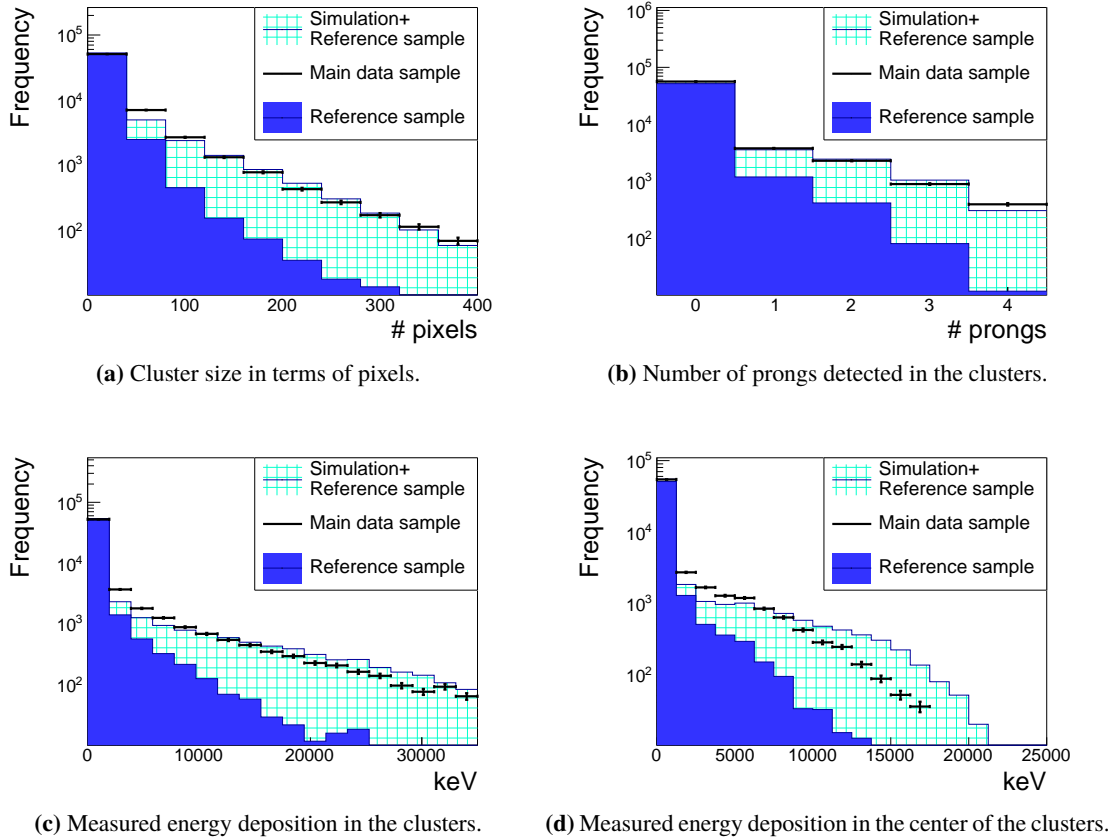 Frequency
10^5
10^4
10^3
10^2
0 100 200 300 400
# pixels
Simulation+
Reference sample
Main data sample
Reference sample
(a) Cluster size in terms of pixels.
Frequency
10^6
10^5
10^4
10^3
10^2
0 1 2 3 4
# prongs
Simulation+
Reference sample
Main data sample
Reference sample
(b) Number of prongs detected in the clusters.
Frequency
10^5
10^4
10^3
10^2
0 10000 20000 30000
keV
Simulation+
Reference sample
Main data sample
Reference sample
(c) Measured energy deposition in the clusters.
Frequency
10^5
10^4
10^3
10^2
0 5000 10000 15000 20000 25000
keV
Simulation+
Reference sample
Main data sample
Reference sample
(d) Measured energy deposition in the center of the clusters.